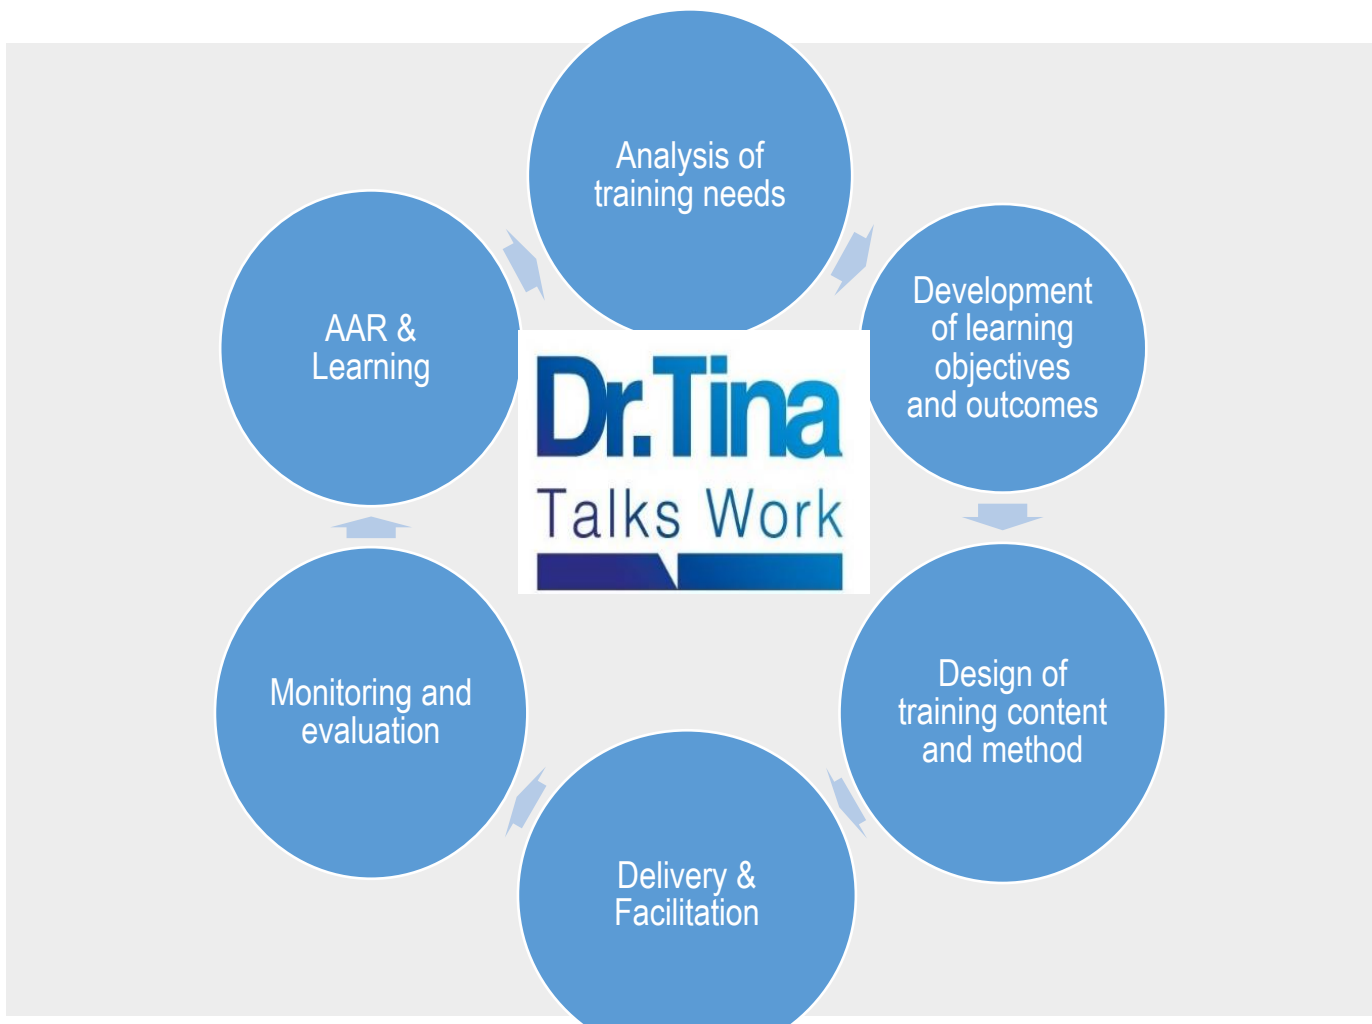 Analysis of
training needs
Development
of learning
objectives
and outcomes
Design of
training content
and method
Delivery &
Facilitation
Monitoring and
evaluation
AAR &
Learning
Dr.Tina
Talks Work